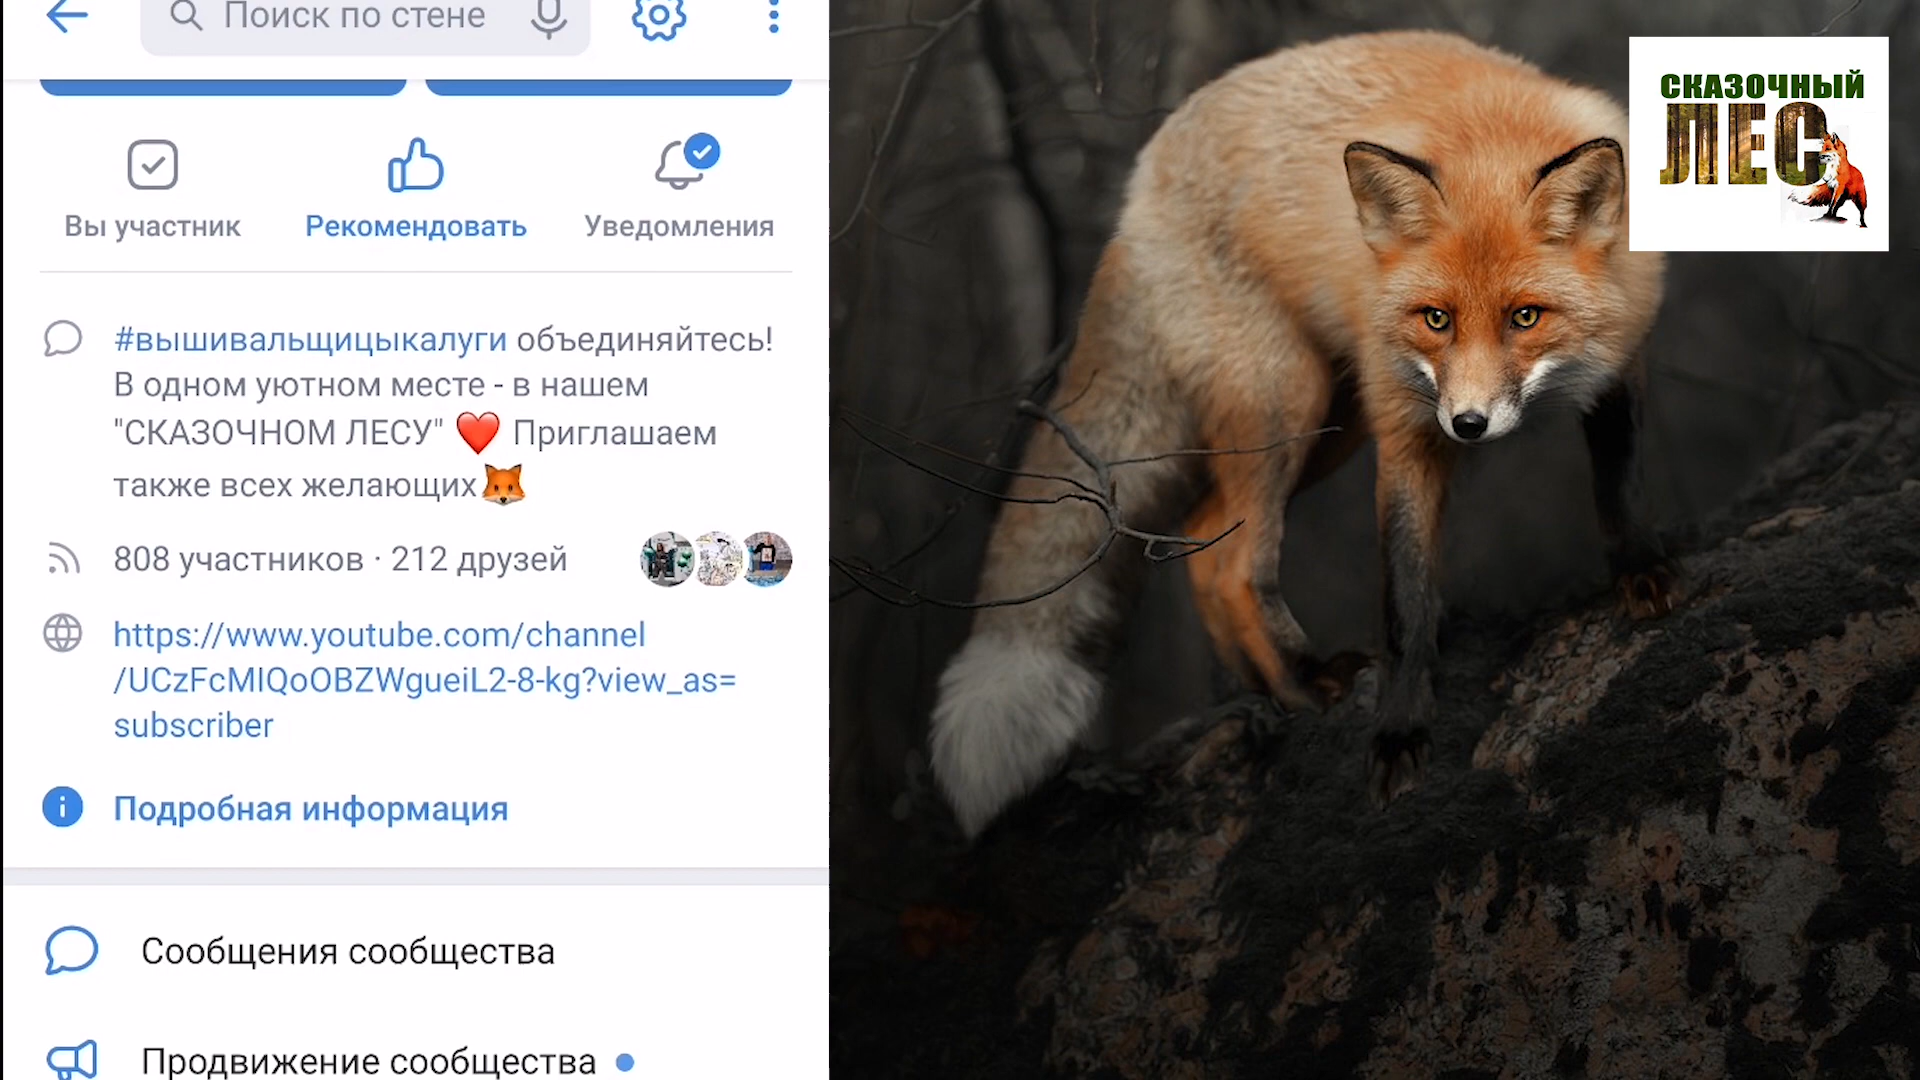 Поиск по стене
Вы участник
Рекомендовать
Уведомления
#вышивальщицыкалуги объединяйтесь!
В одном уютном месте - в нашем
"СКАЗОЧНОМ ЛЕСУ" ❤️ Приглашаем
также всех желающих🦊
808 участников · 212 друзей
https://www.youtube.com/channel
/UCzFcMIQoOBZWgueiL2-8-kg?view_as=
subscriber
Подробная информация
Сообщения сообщества
Продвижение сообщества
СКАЗОЧНЫЙ
ЛЕС